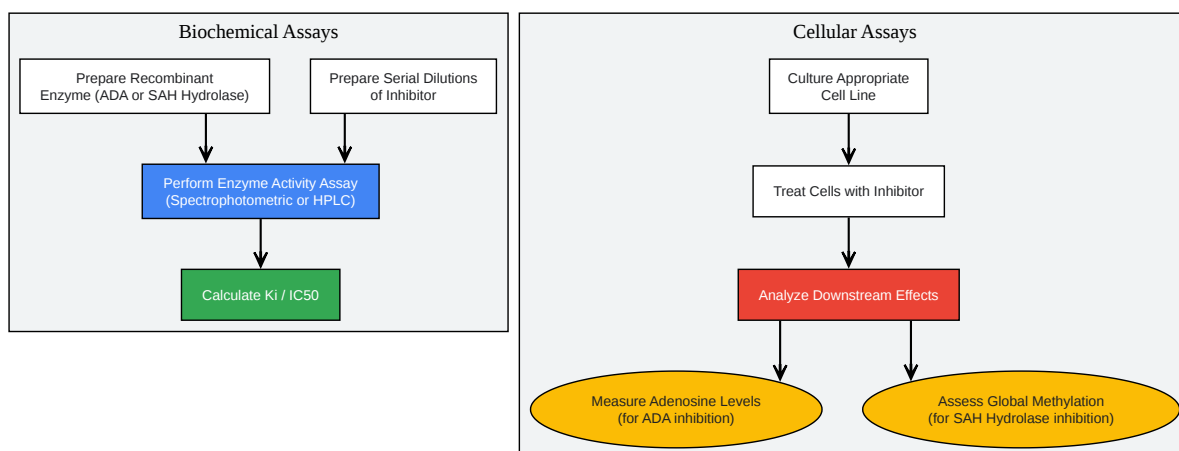 Biochemical Assays
Prepare Recombinant
Enzyme (ADA or SAH Hydrolase)
Prepare Serial Dilutions
of Inhibitor
Perform Enzyme Activity Assay
(Spectrophotometric or HPLC)
Calculate Ki / IC50
Cellular Assays
Culture Appropriate
Cell Line
Treat Cells with Inhibitor
Analyze Downstream Effects
Measure Adenosine Levels
(for ADA inhibition)
Assess Global Methylation
(for SAH Hydrolase inhibition)